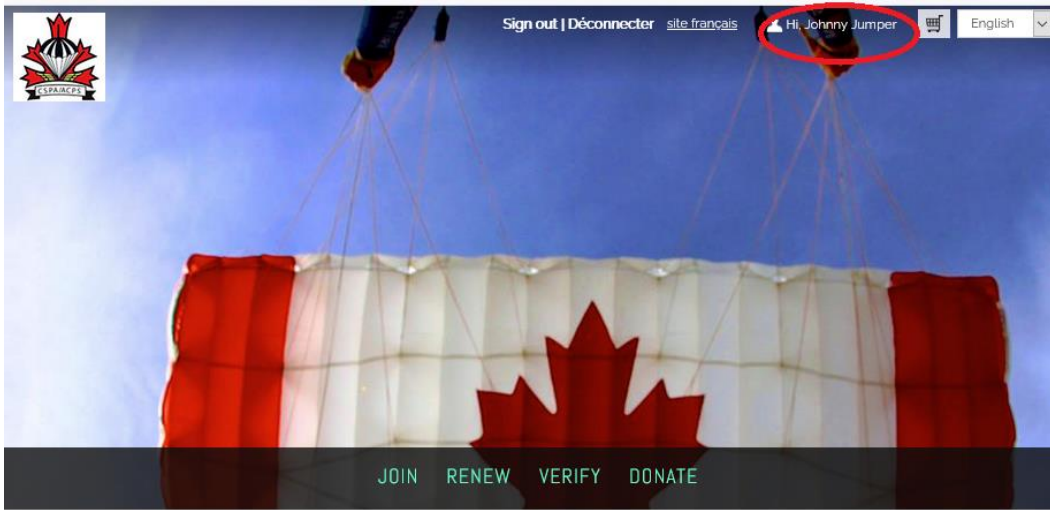 Sign out | Déconnecter site français Hi, Johnny Jumper English
CSPA/ACPS
JOIN RENEW VERIFY DONATE